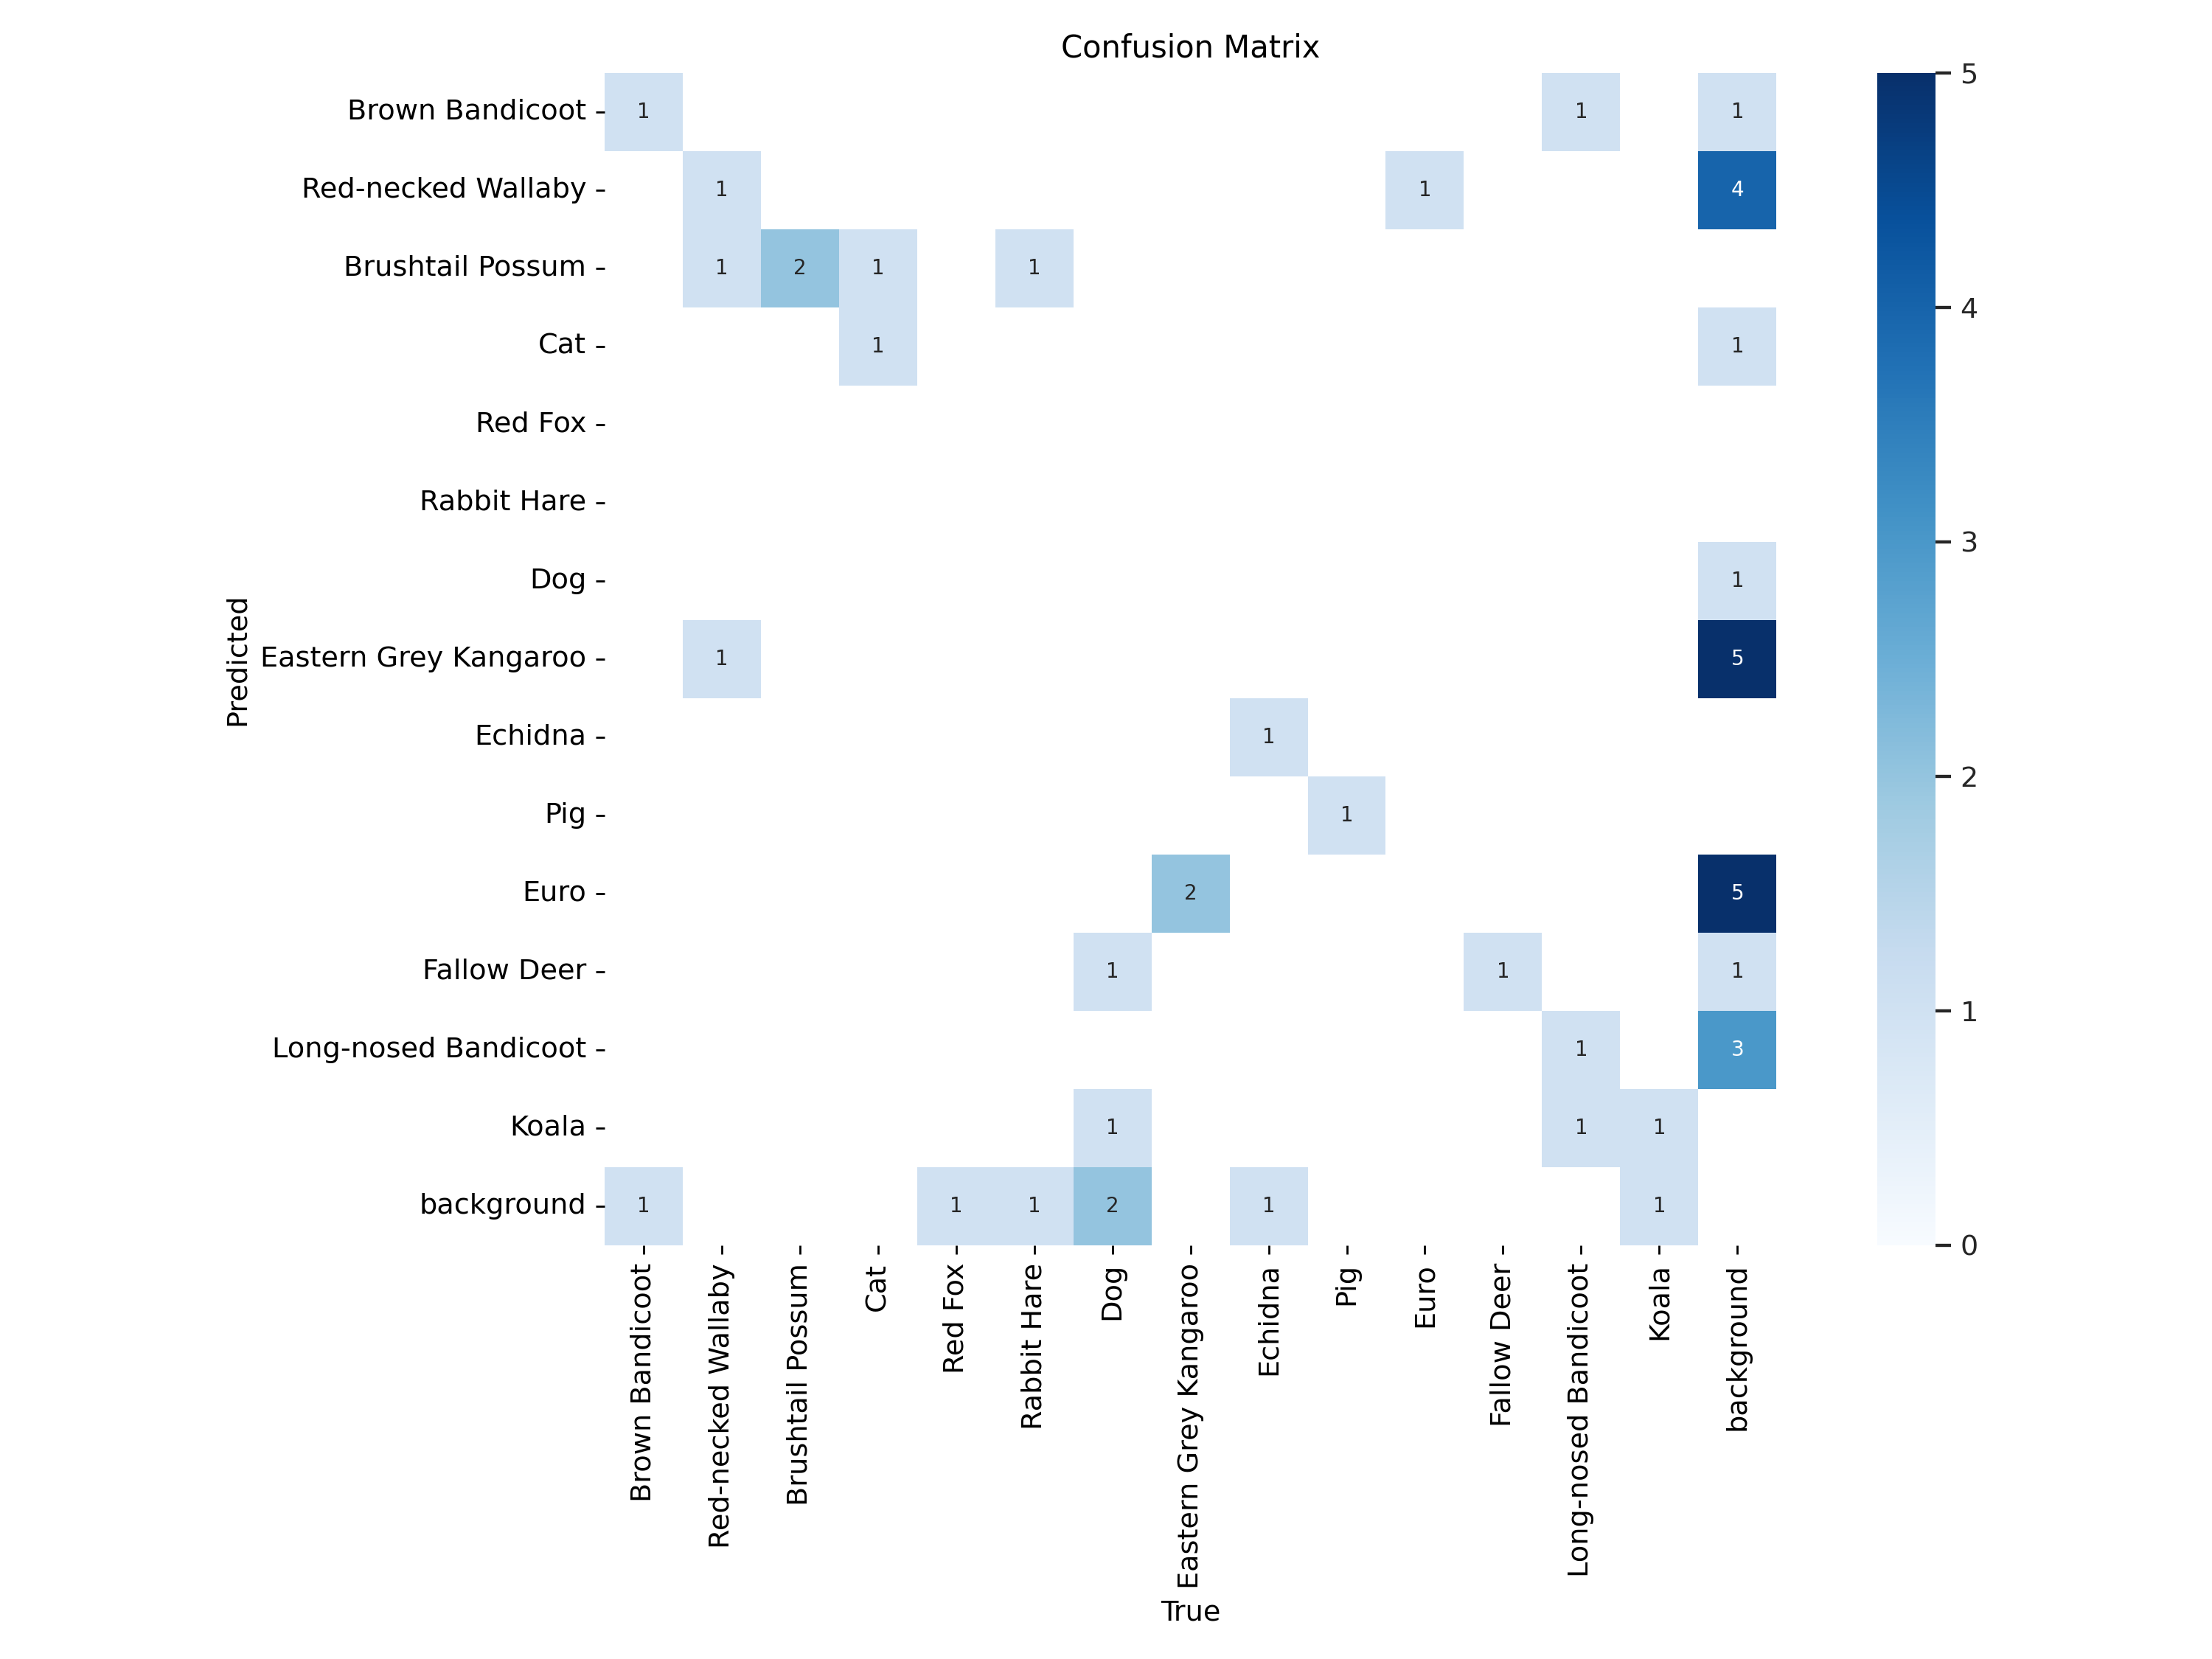 Confusion Matrix
Brown Bandicoot 1 1 1
Red-necked Wallaby 1 1 4
Brushtail Possum 1 2 1 1
Cat 1 1
Red Fox
Rabbit Hare
Dog 1
Eastern Grey Kangaroo 1 5
Echidna 1
Pig 1
Euro 2 5
Fallow Deer 1 1 1
Long-nosed Bandicoot 1 3
Koala 1 1 1
background 1 1 1 2 1 1
Predicted
Brown Bandicoot
Red-necked Wallaby
Brushtail Possum
Cat
Red Fox
Rabbit Hare
Dog
Eastern Grey Kangaroo
Echidna
Pig
Euro
Fallow Deer
Long-nosed Bandicoot
Koala
background
True
5
4
3
2
1
0